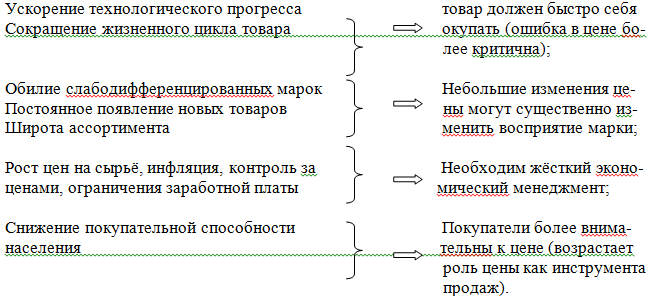 Ускорение технологического прогресса
Сокращение жизненного цикла товара
товар должен быстро себя
окупать (ошибка в цене бо-
лее критична);
Обилие слабодифференцированных марок
Постоянное появление новых товаров
Широта ассортимента
Небольшие изменения це-
ны могут существенно из-
менить восприятие марки;
Рост цен на сырьё, инфляция, контроль за
ценами, ограничения заработной платы
Необходим жёсткий эконо-
мический менеджмент;
Снижение покупательной способности
населения
Покупатели более внима-
тельны к цене (возрастает
роль цены как инструмента
продаж).